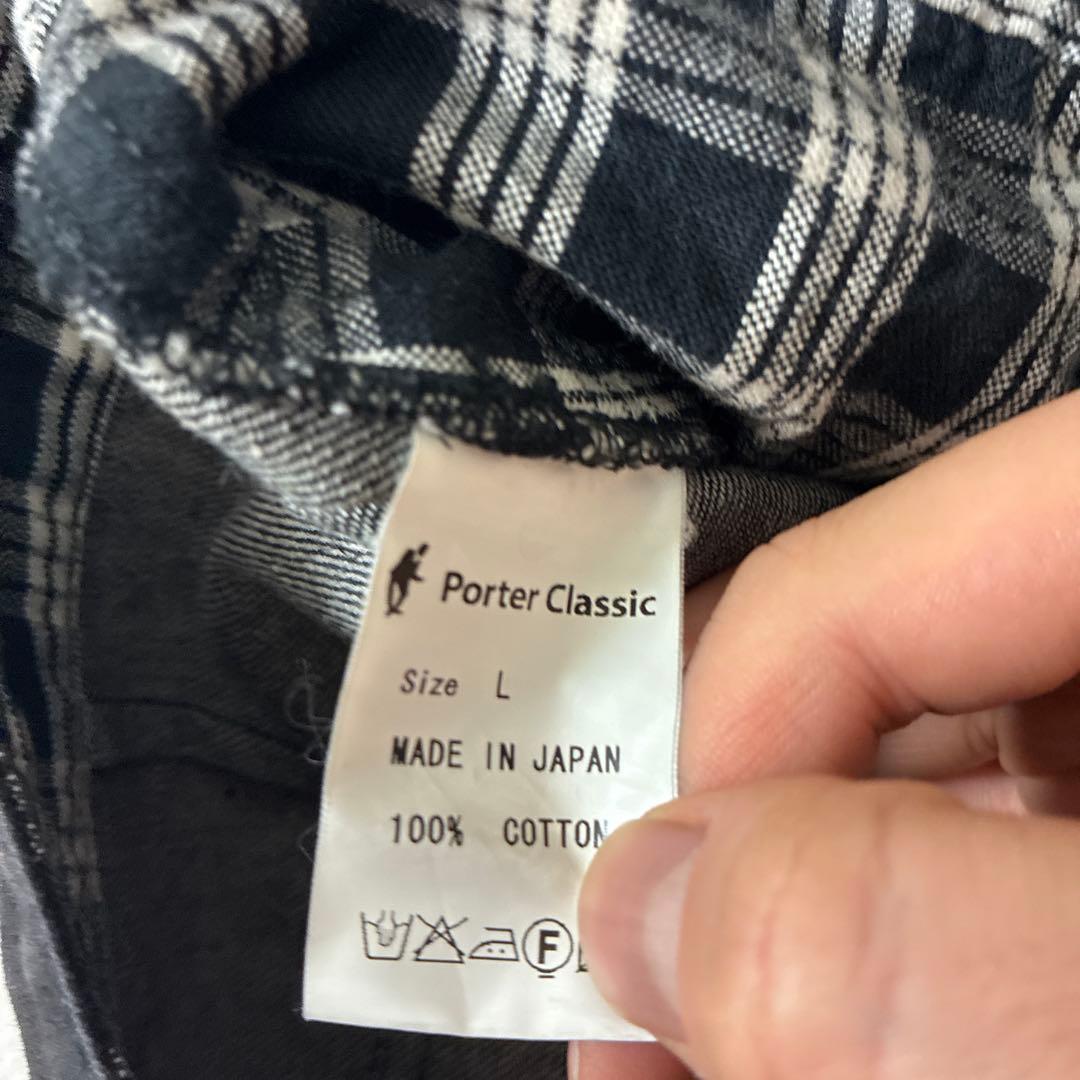 Porter Classic
Size L
MADE IN JAPAN
100% COTTON
F